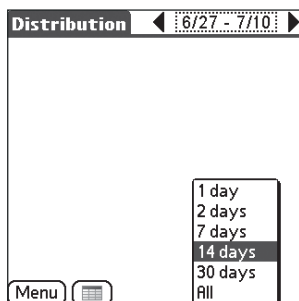 Distribution 6/27 - 7/10
1 day
2 days
7 days
14 days
30 days
All
Menu